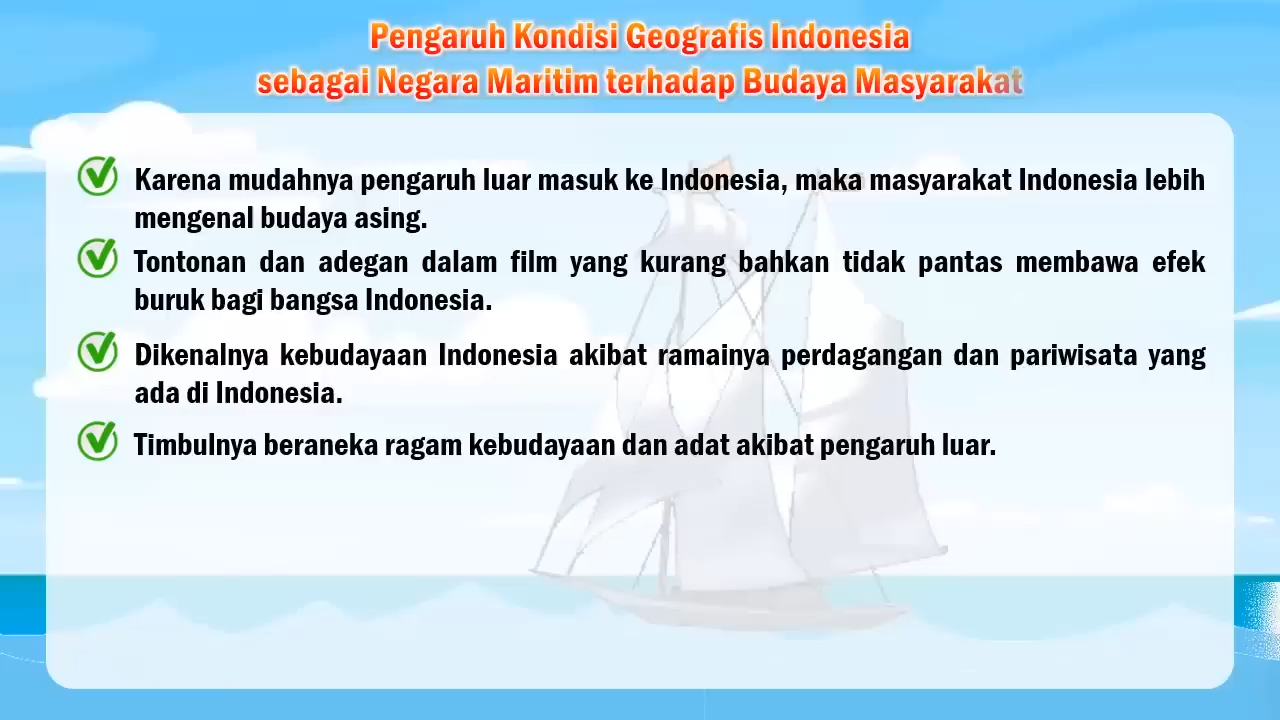 Pengaruh Kondisi Geografis Indonesia
sebagai Negara Maritim terhadap Budaya Masyarakat
Karena mudahnya pengaruh luar masuk ke Indonesia, maka masyarakat Indonesia lebih
mengenal budaya asing.
Tontonan dan adegan dalam film yang kurang bahkan tidak pantas membawa efek
buruk bagi bangsa Indonesia.
Dikenalnya kebudayaan Indonesia akibat ramainya perdagangan dan pariwisata yang
ada di Indonesia.
Timbulnya beraneka ragam kebudayaan dan adat akibat pengaruh luar.